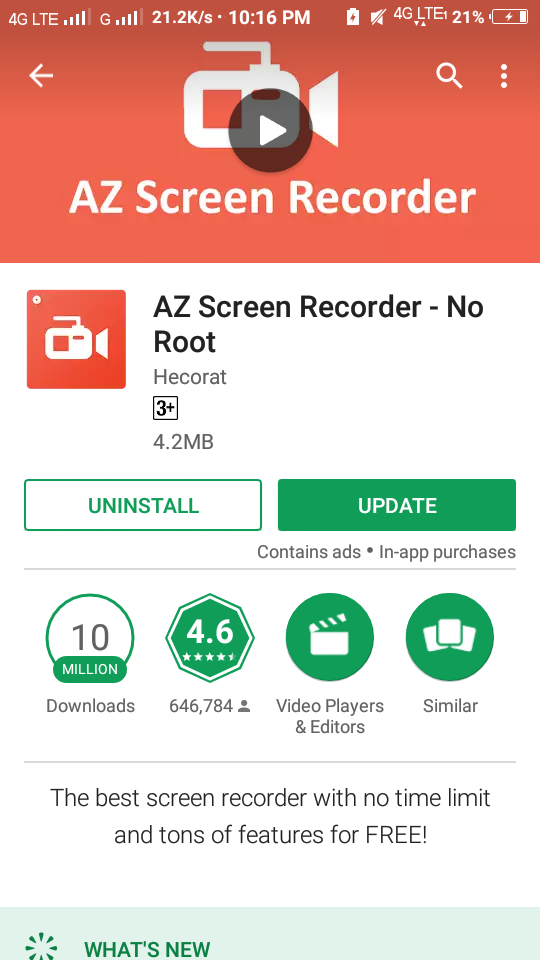 4G LTE G 21.2K/s · 10:16 PM 4G LTE1 21%
AZ Screen Recorder
AZ Screen Recorder - No
Root
Hecorat
3+
4.2MB
UNINSTALL UPDATE
Contains ads • In-app purchases
10 4.6
MILLION
Downloads 646,784 Video Players Similar
& Editors
The best screen recorder with no time limit
and tons of features for FREE!
WHAT'S NEW